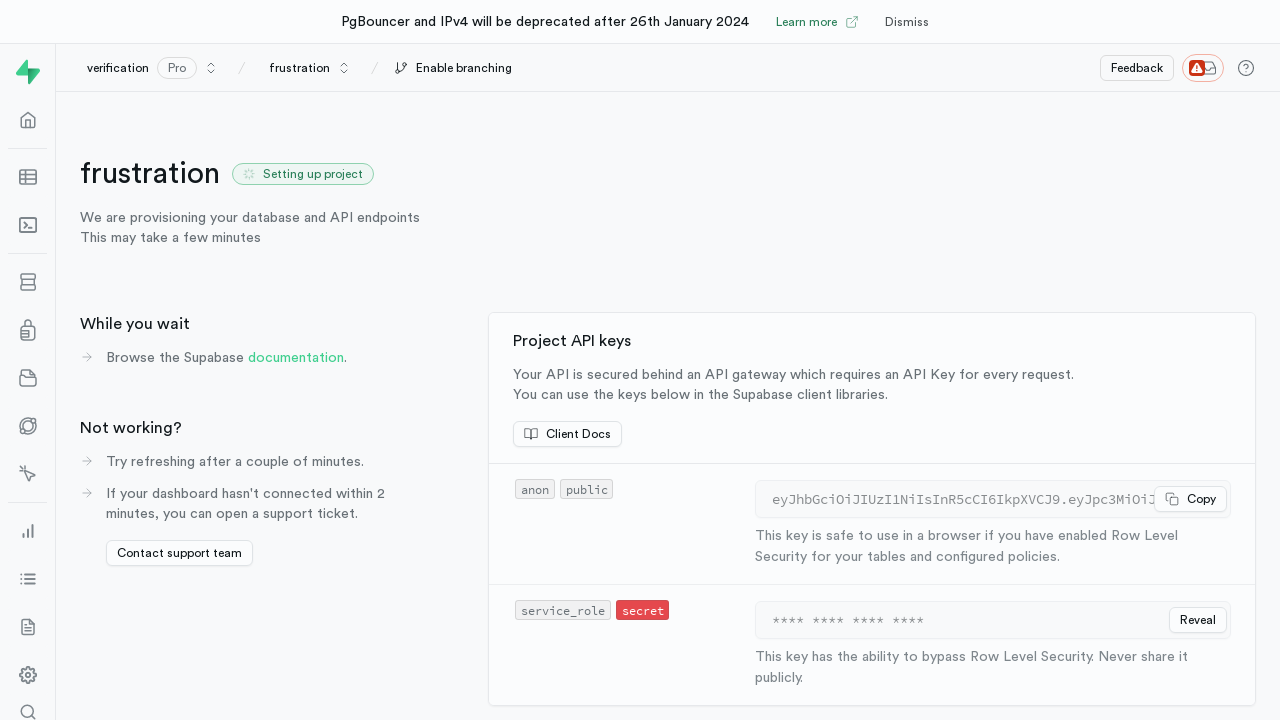 PgBouncer and IPv4 will be deprecated after 26th January 2024
Learn more
Dismiss
verification
Pro
frustration
Enable branching
Feedback
frustration
Setting up project
We are provisioning your database and API endpoints
This may take a few minutes
While you wait
Browse the Supabase documentation.
Not working?
Try refreshing after a couple of minutes.
If your dashboard hasn't connected within 2
minutes, you can open a support ticket.
Contact support team
Project API keys
Your API is secured behind an API gateway which requires an API Key for every request.
You can use the keys below in the Supabase client libraries.
Client Docs
anon public
eyJhbGciOiJIUzI1NiIsInR5cCI6IkpXVCJ9.eyJpc3MiOiJ
Copy
This key is safe to use in a browser if you have enabled Row Level
Security for your tables and configured policies.
service_role secret
**** **** **** ****
Reveal
This key has the ability to bypass Row Level Security. Never share it
publicly.